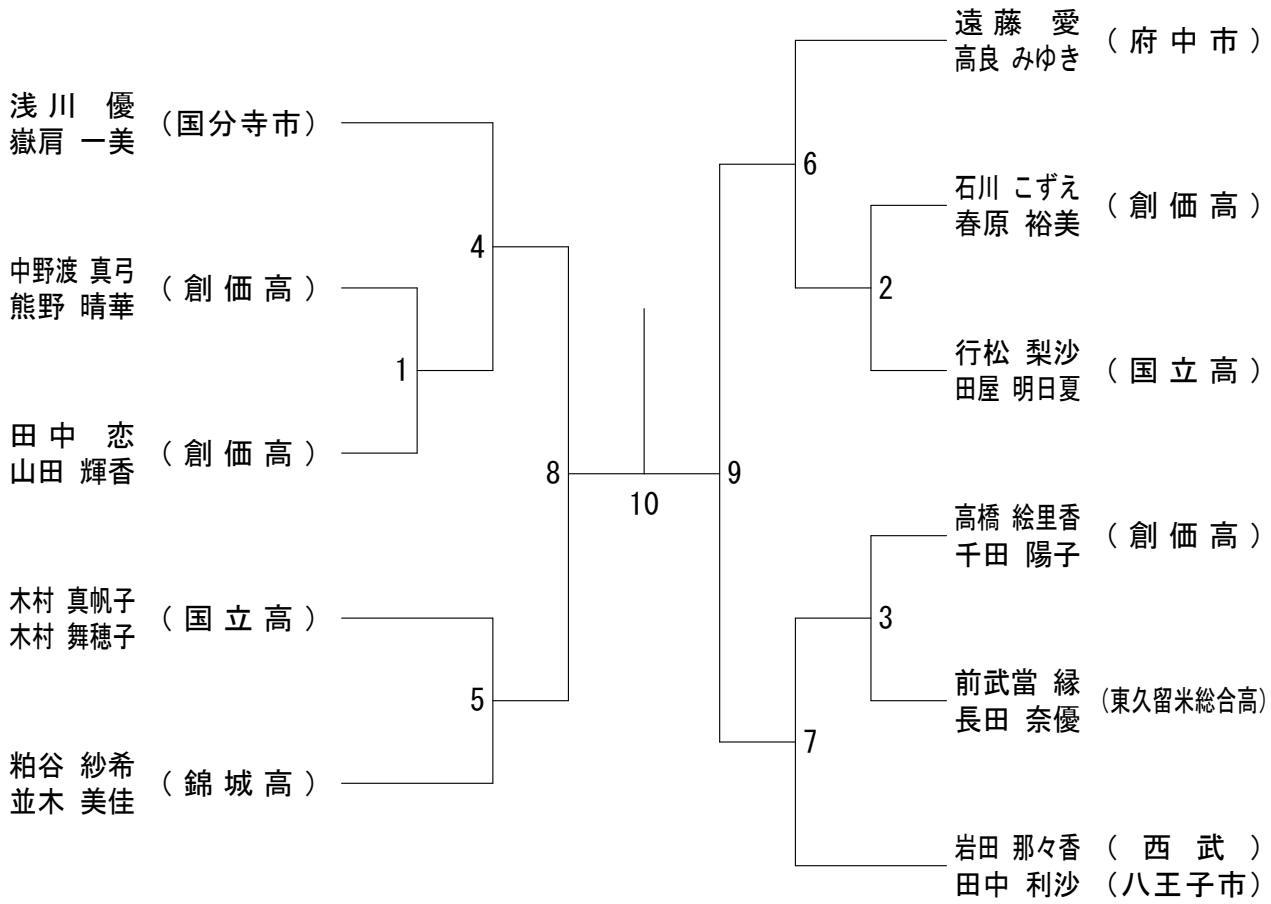 浅川 優
嶽肩 一美
(国分寺市)
中野渡 真弓
熊野 晴華
(創価高)
田中 恋
山田 輝香
(創価高)
木村 真帆子
木村 舞穂子
(国立高)
粕谷 紗希
並木 美佳
(錦城高)
4
1
8
5
10
9
6
2
3
7
遠藤 愛
高良 みゆき
(府中市)
石川 こずえ
春原 裕美
(創価高)
行松 梨沙
田屋 明日夏
(国立高)
高橋 絵里香
千田 陽子
(創価高)
前武當 縁
長田 奈優
(東久留米総合高)
岩田 那々香 (西武)
田中 利沙 (八王子市)